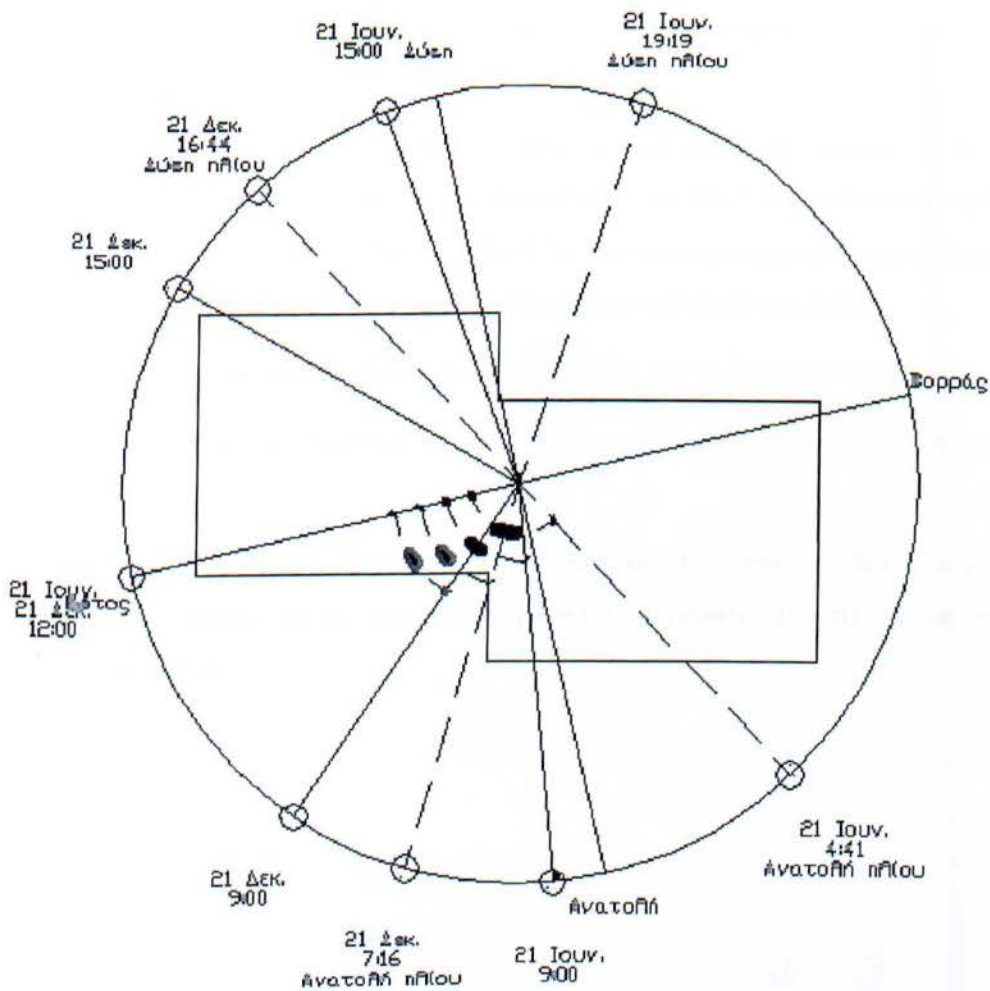 21 Ιουν.
15:00 Δύση
21 Ιουν.
19:19
Δύση ηλίου
21 Δεκ.
16:44
Δύση ηλίου
21 Δεκ.
15:00
Βορράς
21 Ιουν.
21 Δεκ.
12:00
Νότος
21 Δεκ.
9:00
21 Δεκ.
7:16
Ανατολή ηλίου
21 Ιουν.
9:00
Ανατολή
21 Ιουν.
4:41
Ανατολή ηλίου